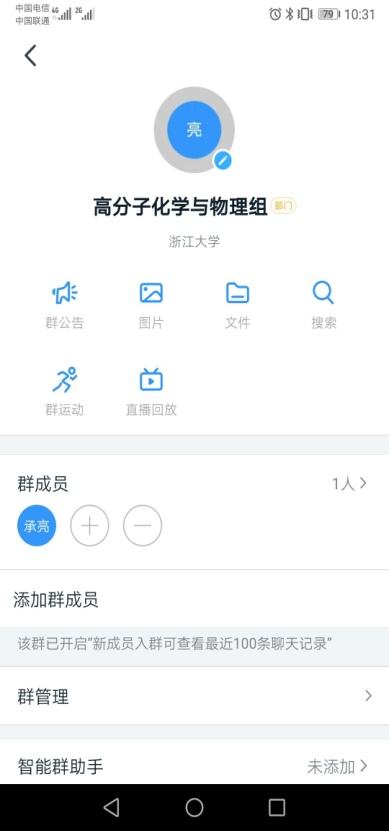 中国电信 4G 2G
中国联通
79 10:31
亮
高分子化学与物理组 部门
浙江大学
群公告 图片 文件 搜索
群运动 直播回放
群成员 1人
承亮
添加群成员
该群已开启“新成员入群可查看最近100条聊天记录”
群管理
智能群助手 未添加